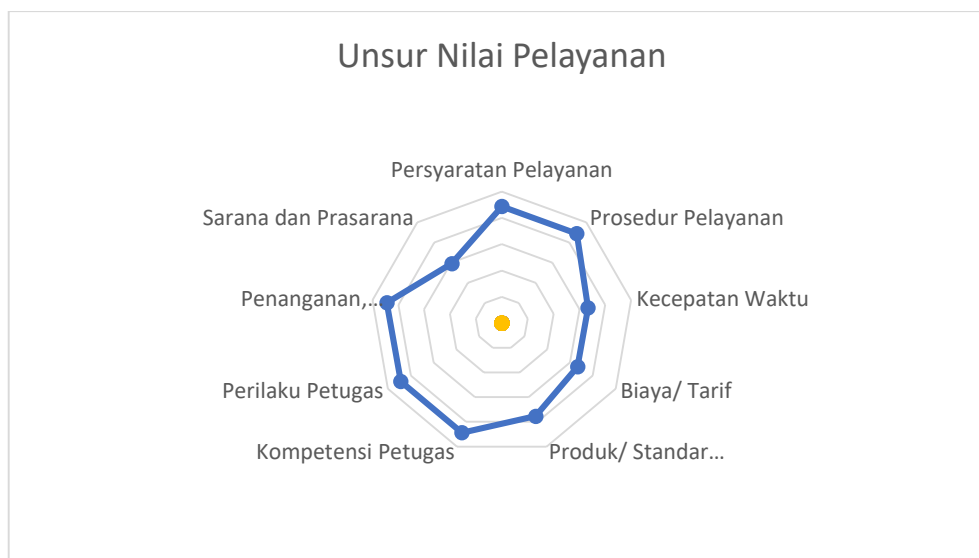 Unsur Nilai Pelayanan
Persyaratan Pelayanan
Prosedur Pelayanan
Kecepatan Waktu
Biaya/ Tarif
Produk/ Standar...
Kompetensi Petugas
Perilaku Petugas
Penanganan,...
Sarana dan Prasarana